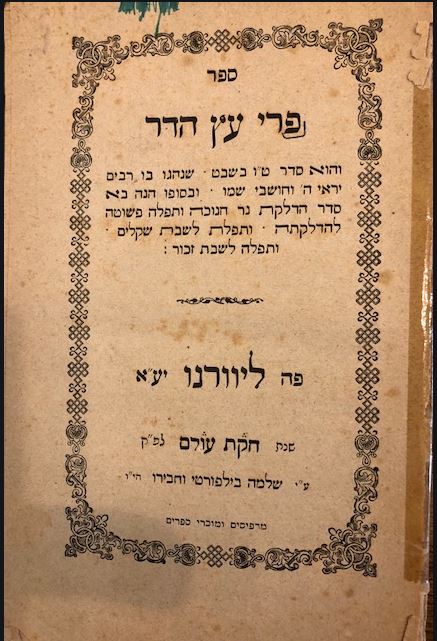 ספר
פרי עץ הדר
והוא סדר ט״ו בשבט · שנהגו בו רבים
יראי ה׳ וחושבי שמו · ובסופו הנה בא
סדר הדלקת נר חנוכה ותפלה פשוטה
להדלקתה · ותפלת לשבת שקלים ·
ותפלה לשבת זכור :
פה ליוורנו יע״א
שנת חקת עולם לפ״ק
ע״י שלמה בילפורטי וחבירו הי״ו
מדפיסים ומוכרי ספרים